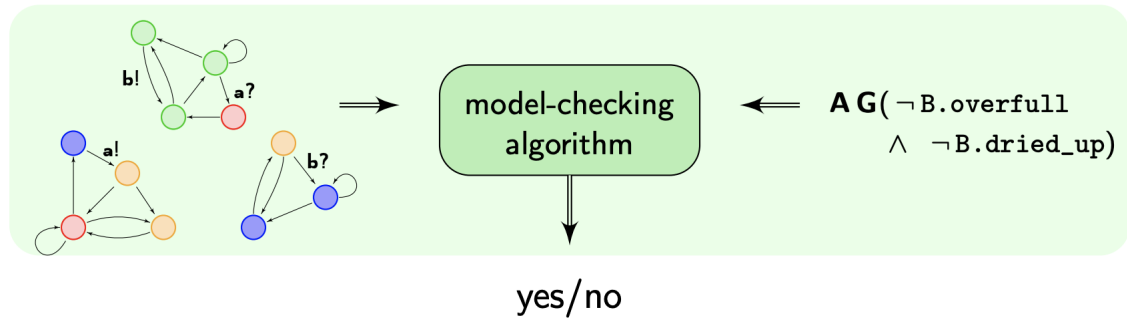 b!
a?
a!
b?
model-checking
algorithm
A G(¬ B.overfull
∧ ¬ B.dried_up)
yes/no